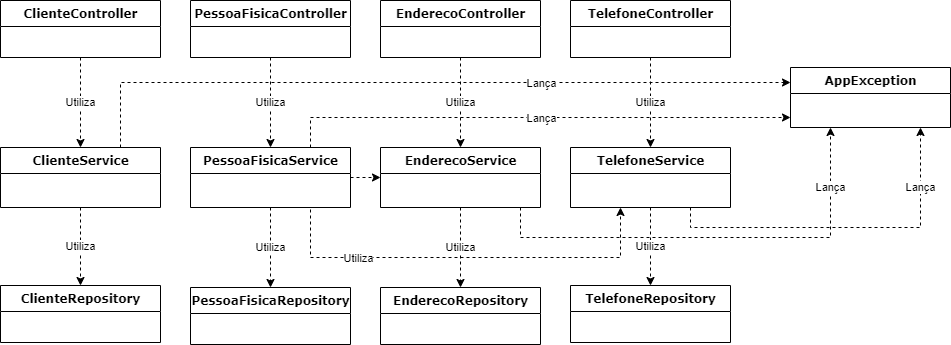 ClienteController
PessoaFisicaController
EnderecoController
TelefoneController
AppException
Lança
Utiliza
Utiliza
Utiliza
Utiliza
Lança
ClienteService
PessoaFisicaService
EnderecoService
TelefoneService
Lança
Lança
Utiliza
Utiliza
Utiliza
Utiliza
Utiliza
ClienteRepository
PessoaFisicaRepository
EnderecoRepository
TelefoneRepository